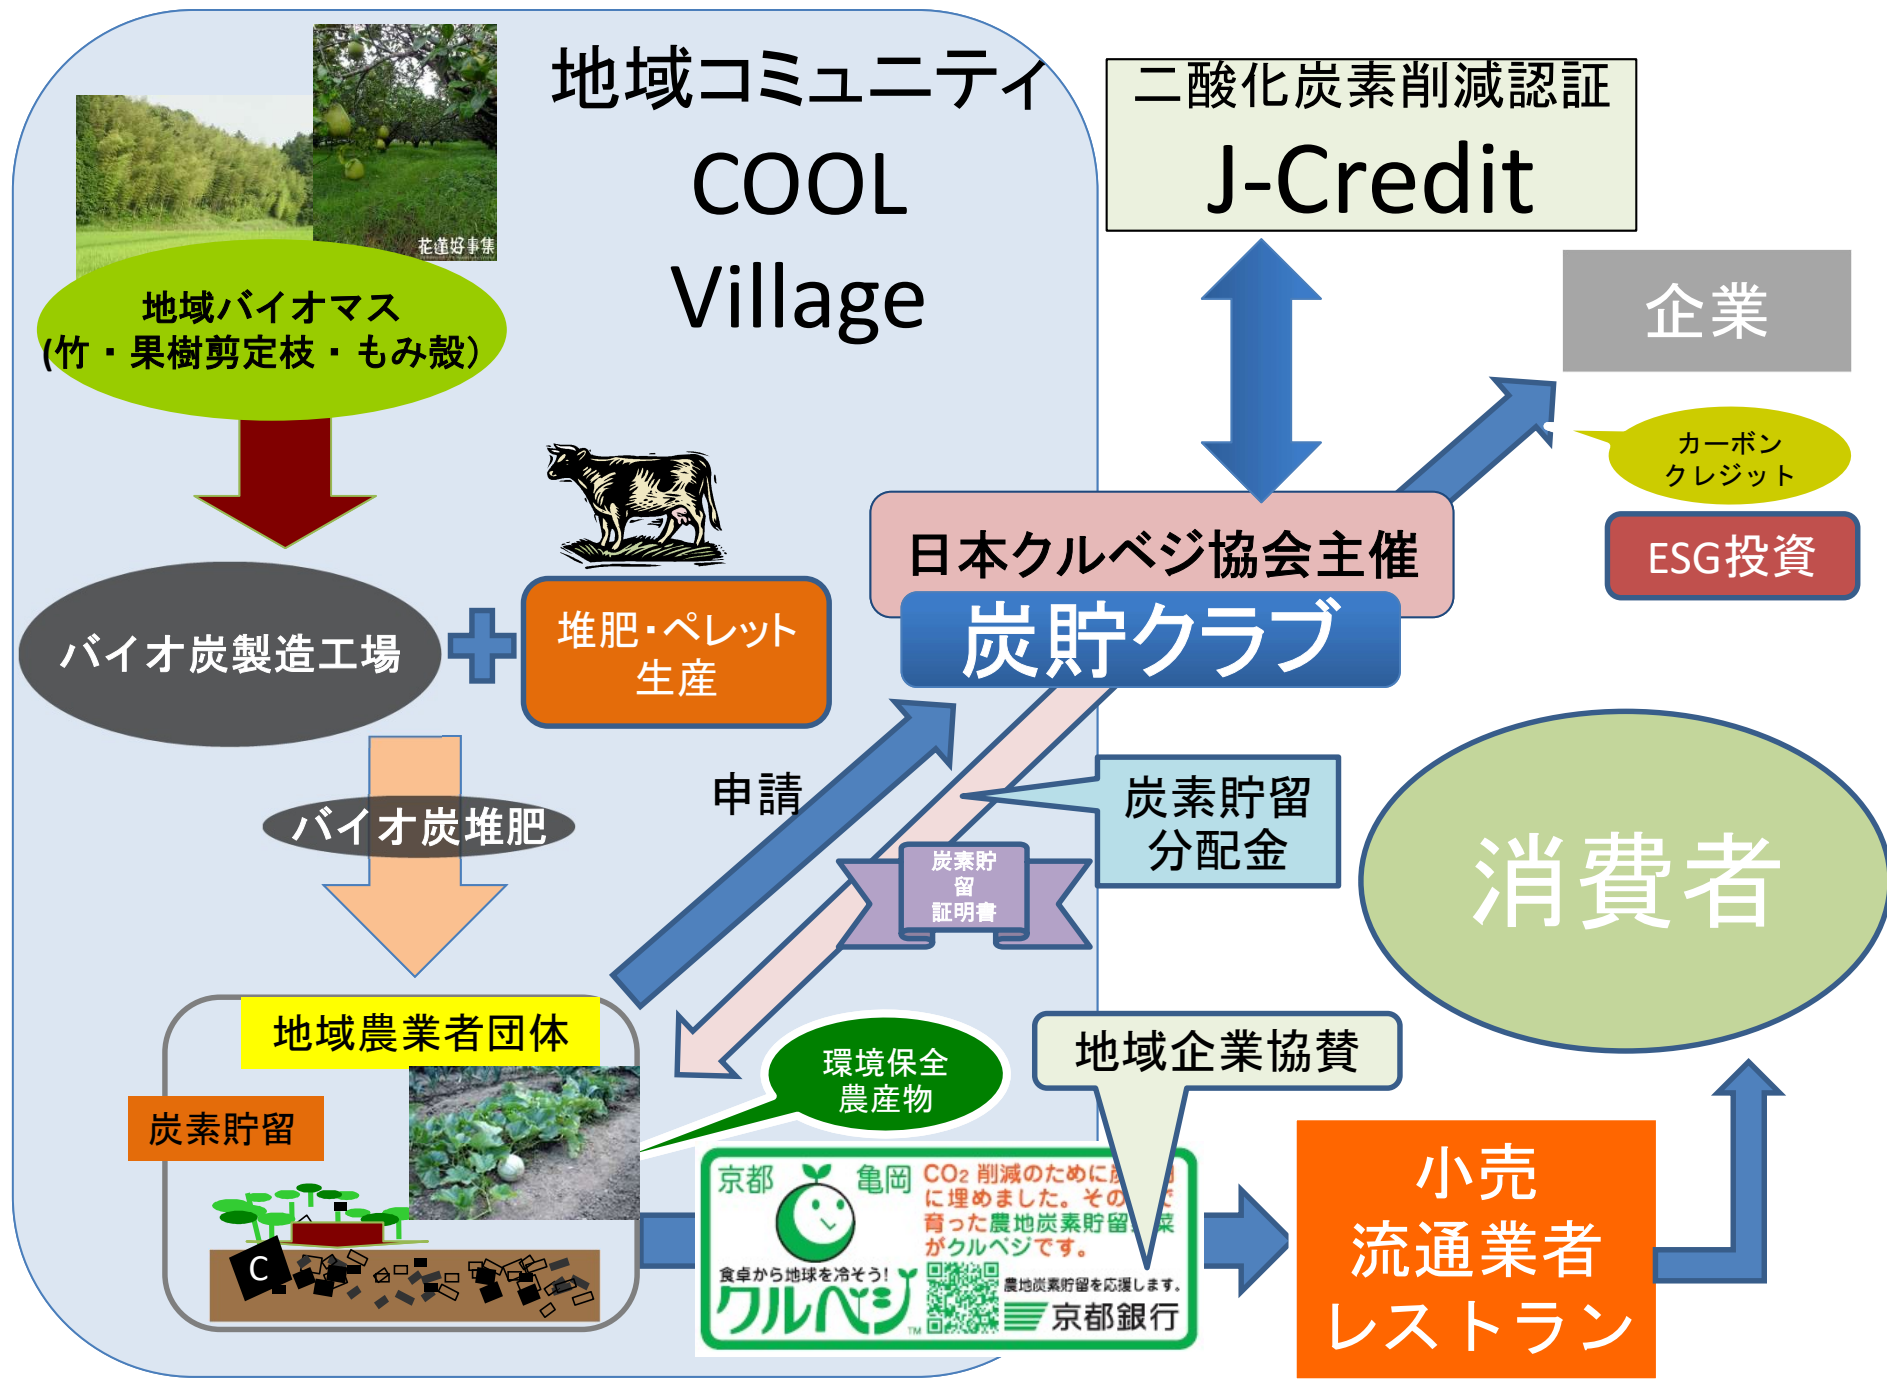 地域コミュニティ
COOL
Village
花蓮好事集
地域バイオマス
(竹・果樹剪定枝・もみ殻）
バイオ炭製造工場
堆肥・ペレット
生産
バイオ炭堆肥
地域農業者団体
炭素貯留
C
二酸化炭素削減認証
J-Credit
企業
カーボン
クレジット
ESG投資
日本クルベジ協会主催
炭貯クラブ
申請
炭素貯留
分配金
炭素貯
留
証明書
環境保全
農産物
地域企業協賛
京都
亀岡
CO₂ 削減のために
に埋めました。その で
育った農地炭素貯留 菜
がクルベジです。
食卓から地球を冷そう!
クルベジ
TM
農地炭素貯留を応援します。
京都銀行
小売
流通業者
レストラン
消費者